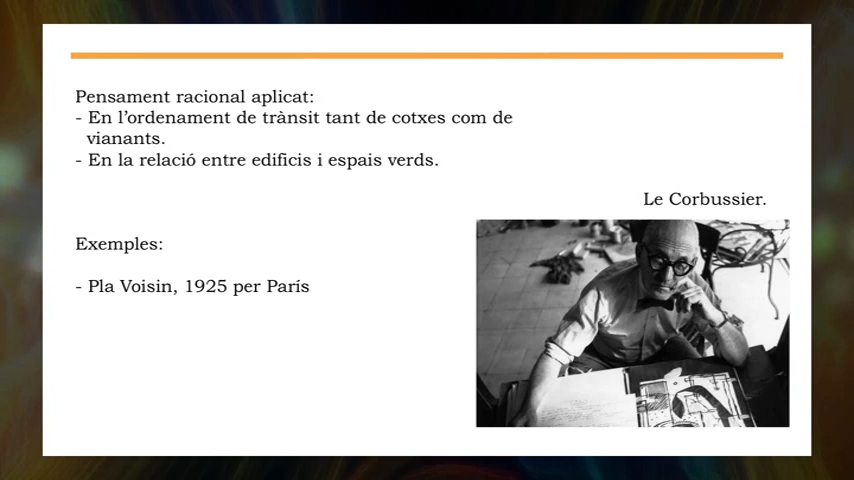 Pensament racional aplicat:
- En l’ordenament de trànsit tant de cotxes com de
vianants.
- En la relació entre edificis i espais verds.
Le Corbussier.
Exemples:
- Pla Voisin, 1925 per París